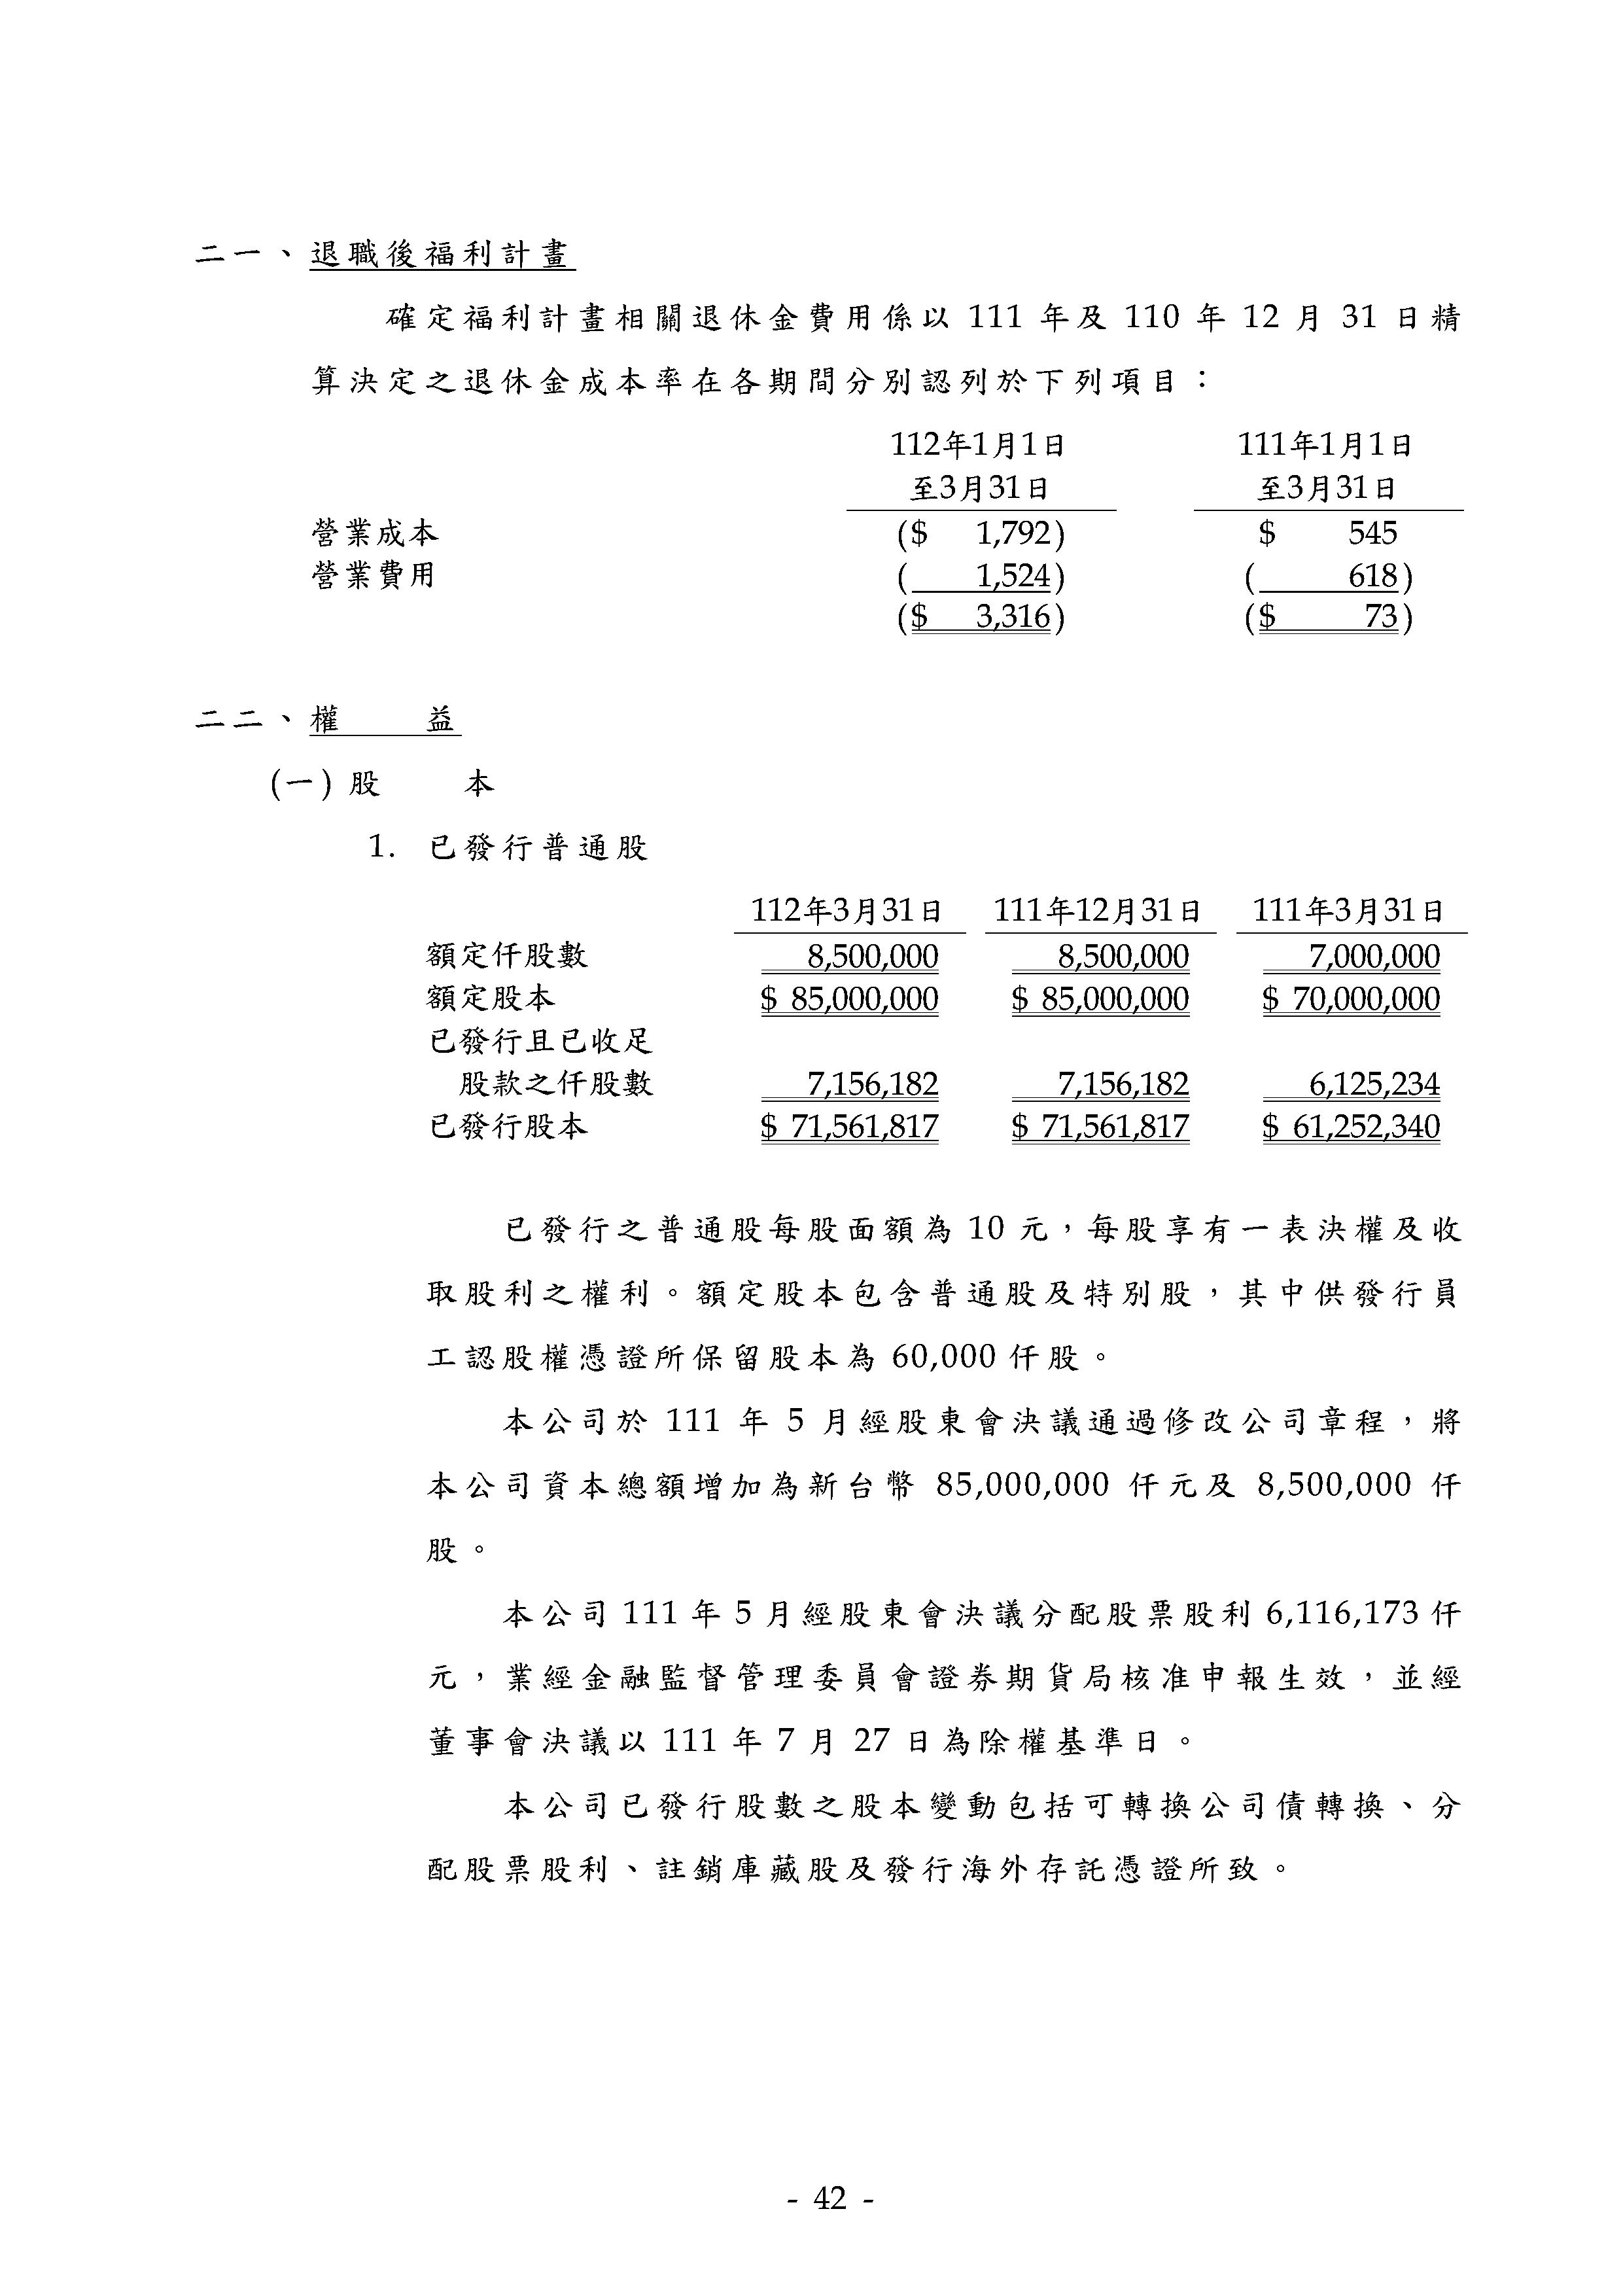 二一、退職後福利計畫
確定福利計畫相關退休金費用係以 111 年及 110 年 12 月 31 日精
算決定之退休金成本率在各期間分別認列於下列項目：
112年1月1日 111年1月1日
至3月31日 至3月31日
營業成本 ($ 1,792) $ 545
營業費用 ( 1,524) ( 618)
($ 3,316) ($ 73)
二二、權 益
(一) 股 本
1. 已發行普通股
112年3月31日 111年12月31日 111年3月31日
額定仟股數 8,500,000 8,500,000 7,000,000
額定股本 $ 85,000,000 $ 85,000,000 $ 70,000,000
已發行且已收足
股款之仟股數 7,156,182 7,156,182 6,125,234
已發行股本 $ 71,561,817 $ 71,561,817 $ 61,252,340
已發行之普通股每股面額為 10 元，每股享有一表決權及收
取股利之權利。額定股本包含普通股及特別股，其中供發行員
工認股權憑證所保留股本為 60,000 仟股。
本公司於 111 年 5 月經股東會決議通過修改公司章程，將
本公司資本總額增加為新台幣 85,000,000 仟元及 8,500,000 仟
股。
本公司 111 年 5 月經股東會決議分配股票股利 6,116,173 仟
元，業經金融監督管理委員會證券期貨局核准申報生效，並經
董事會決議以 111 年 7 月 27 日為除權基準日。
本公司已發行股數之股本變動包括可轉換公司債轉換、分
配股票股利、註銷庫藏股及發行海外存託憑證所致。
- 42 -